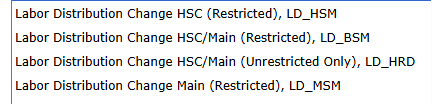 Labor Distribution Change HSC (Restricted), LD_HSM
Labor Distribution Change HSC/Main (Restricted), LD_BSM
Labor Distribution Change HSC/Main (Unrestricted Only), LD_HRD
Labor Distribution Change Main (Restricted), LD_MSM